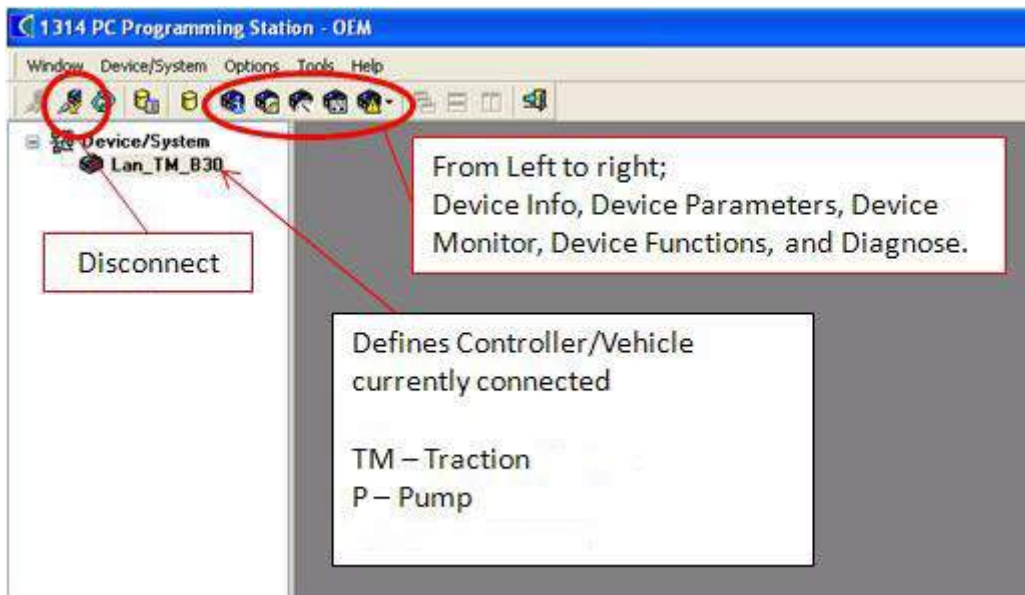 1314 PC Programming Station - OEM
Window Device/System Options Tools Help
Device/System
Lan_TM_B30
From Left to right;
Device Info, Device Parameters, Device
Monitor, Device Functions, and Diagnose.
Disconnect
Defines Controller/Vehicle
currently connected
TM – Traction
P – Pump